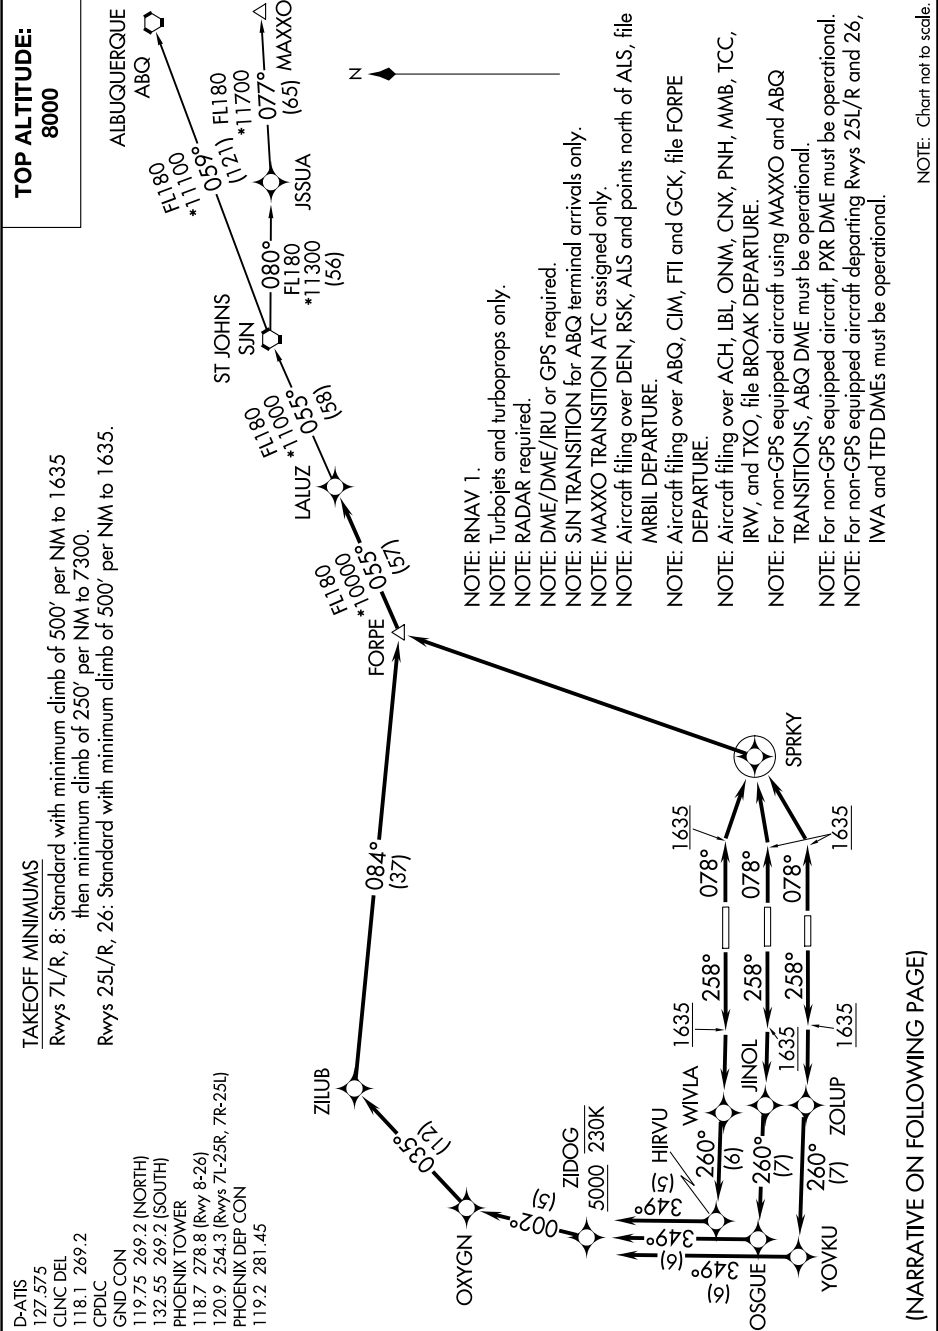 D-ATIS
127.575
CLNC DEL
118.1 269.2
CPDLC
GND CON
119.75 269.2 (NORTH)
132.55 269.2 (SOUTH)
PHOENIX TOWER
118.7 278.8 (Rwy 8-26)
120.9 254.3 (Rwys 7L-25R, 7R-25L)
PHOENIX DEP CON
119.2 281.45
TAKEOFF MINIMUMS
Rwys 7L/R, 8: Standard with minimum climb of 500' per NM to 1635
then minimum climb of 250' per NM to 7300.
Rwys 25L/R, 26: Standard with minimum climb of 500' per NM to 1635.
TOP ALTITUDE:
8000
ALBUQUERQUE
ABQ
FL180
*11100
059°
(121)
FL180
*11700
077°
(65)
MAXXO
JSSUA
080°
FL180
*11300
(56)
ST JOHNS
SJN
FL180
*11000
055°
(58)
LALUZ
FL180
*10000
055°
(57)
FORPE
N
084°
(37)
ZILUB
035°
(12)
OXYGN
002°
(5)
ZIDOG
5000 230K
349°
(5)
HIRVU
349°
(6)
349°
(6)
WIVLA
260°
(6)
JINOL
260°
(7)
ZOLUP
260°
(7)
OSGUE
YOVKU
1635
258°
078°
1635
1635
258°
078°
1635
258°
078°
1635
SPRKY
NOTE: RNAV 1.
NOTE: Turbojets and turboprops only.
NOTE: RADAR required.
NOTE: DME/DME/IRU or GPS required.
NOTE: SJN TRANSITION for ABQ terminal arrivals only.
NOTE: MAXXO TRANSITION ATC assigned only.
NOTE: Aircraft filing over DEN, RSK, ALS and points north of ALS, file
MRBIL DEPARTURE.
NOTE: Aircraft filing over ABQ, CIM, FTI and GCK, file FORPE
DEPARTURE.
NOTE: Aircraft filing over ACH, LBL, ONM, CNX, PNH, MMB, TCC,
IRW, and TXO, file BROAK DEPARTURE.
NOTE: For non-GPS equipped aircraft using MAXXO and ABQ
TRANSITIONS, ABQ DME must be operational.
NOTE: For non-GPS equipped aircraft, PXR DME must be operational.
NOTE: For non-GPS equipped aircraft departing Rwys 25L/R and 26,
IWA and TFD DMEs must be operational.
(NARRATIVE ON FOLLOWING PAGE)
NOTE: Chart not to scale.